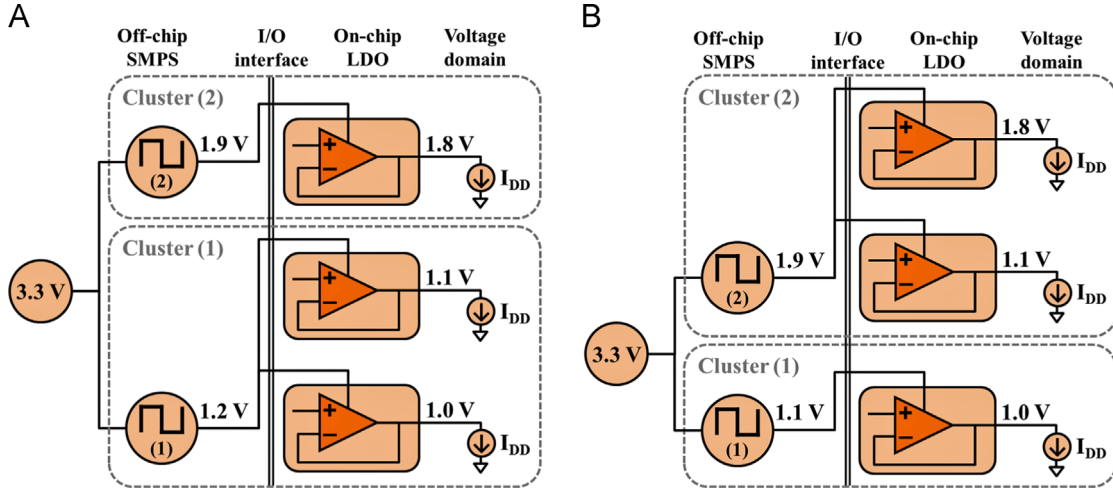 A
Off-chip SMPS
I/O interface
On-chip LDO
Voltage domain
Cluster (2)
(2)
1.9 V
+
−
1.8 V
IDD
Cluster (1)
3.3 V
+
−
1.1 V
IDD
(1)
1.2 V
+
−
1.0 V
IDD
B
Off-chip SMPS
I/O interface
On-chip LDO
Voltage domain
Cluster (2)
+
−
1.8 V
IDD
(2)
1.9 V
+
−
1.1 V
IDD
3.3 V
Cluster (1)
(1)
1.1 V
+
−
1.0 V
IDD